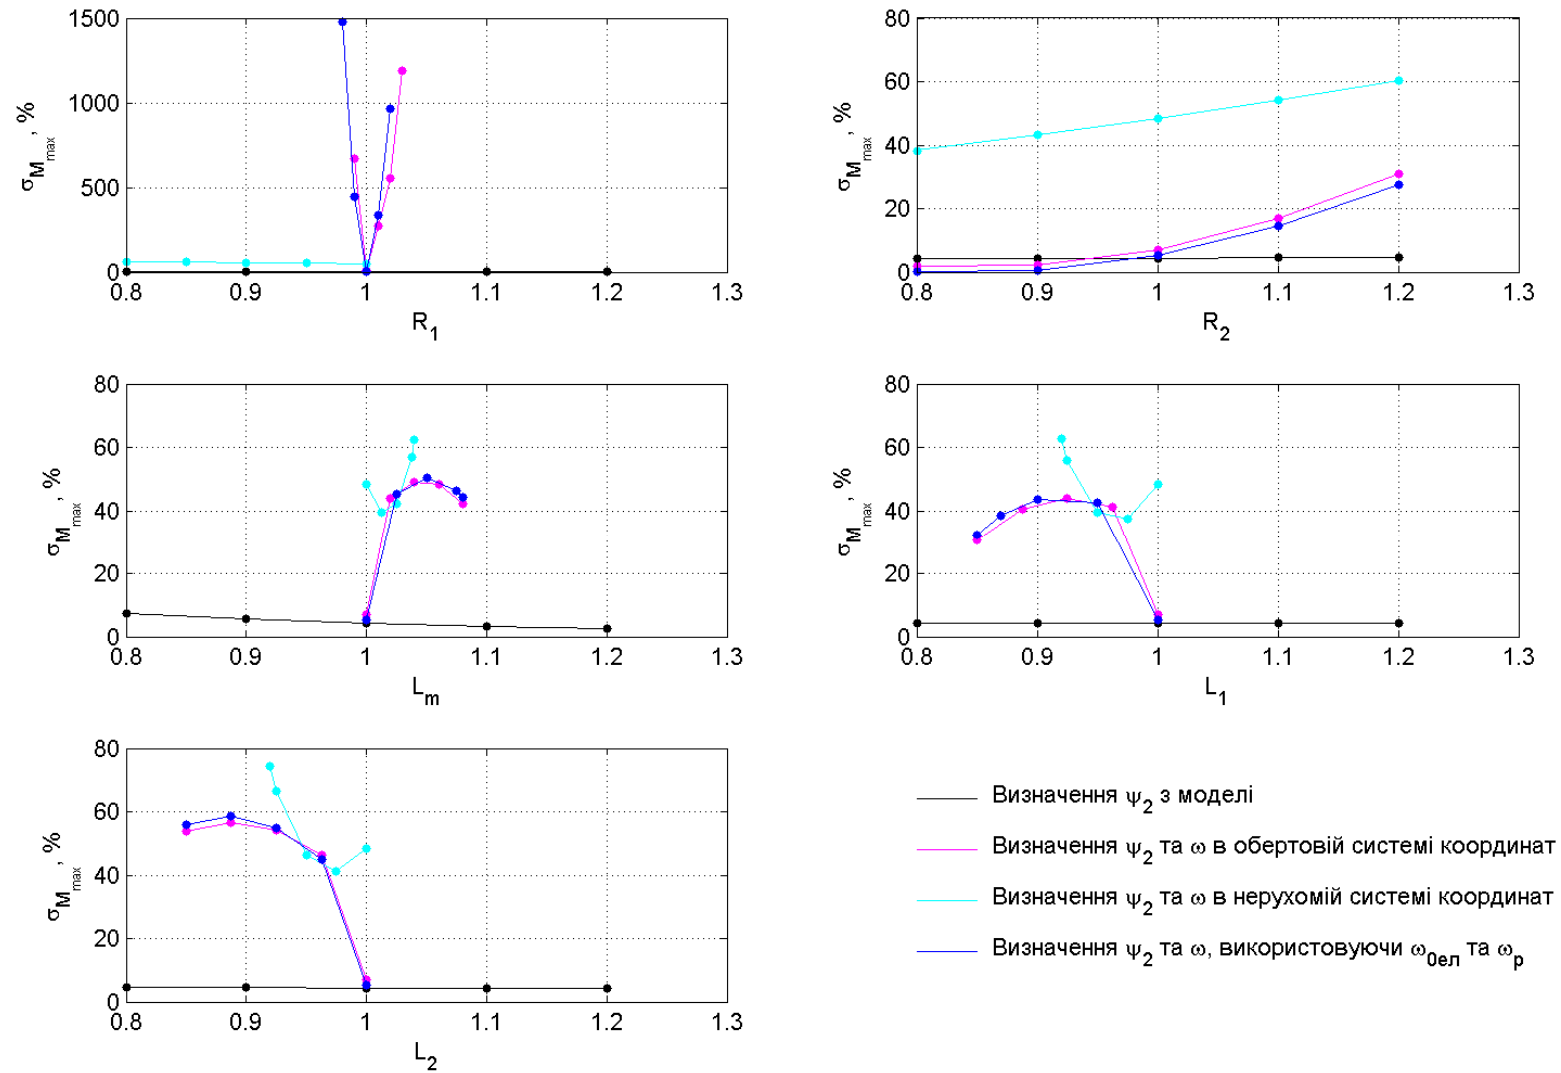 1500
1000
500
0
σMmax , %
0.8 0.9 1 1.1 1.2 1.3
R1
80
60
40
20
0
σMmax , %
0.8 0.9 1 1.1 1.2 1.3
R2
80
60
40
20
0
σMmax , %
0.8 0.9 1 1.1 1.2 1.3
Lm
80
60
40
20
0
σMmax , %
0.8 0.9 1 1.1 1.2 1.3
L1
80
60
40
20
0
σMmax , %
0.8 0.9 1 1.1 1.2 1.3
L2
Визначення ψ2 з моделі
Визначення ψ2 та ω в обертовій системі координат
Визначення ψ2 та ω в нерухомій системі координат
Визначення ψ2 та ω, використовуючи ω0ел та ωр